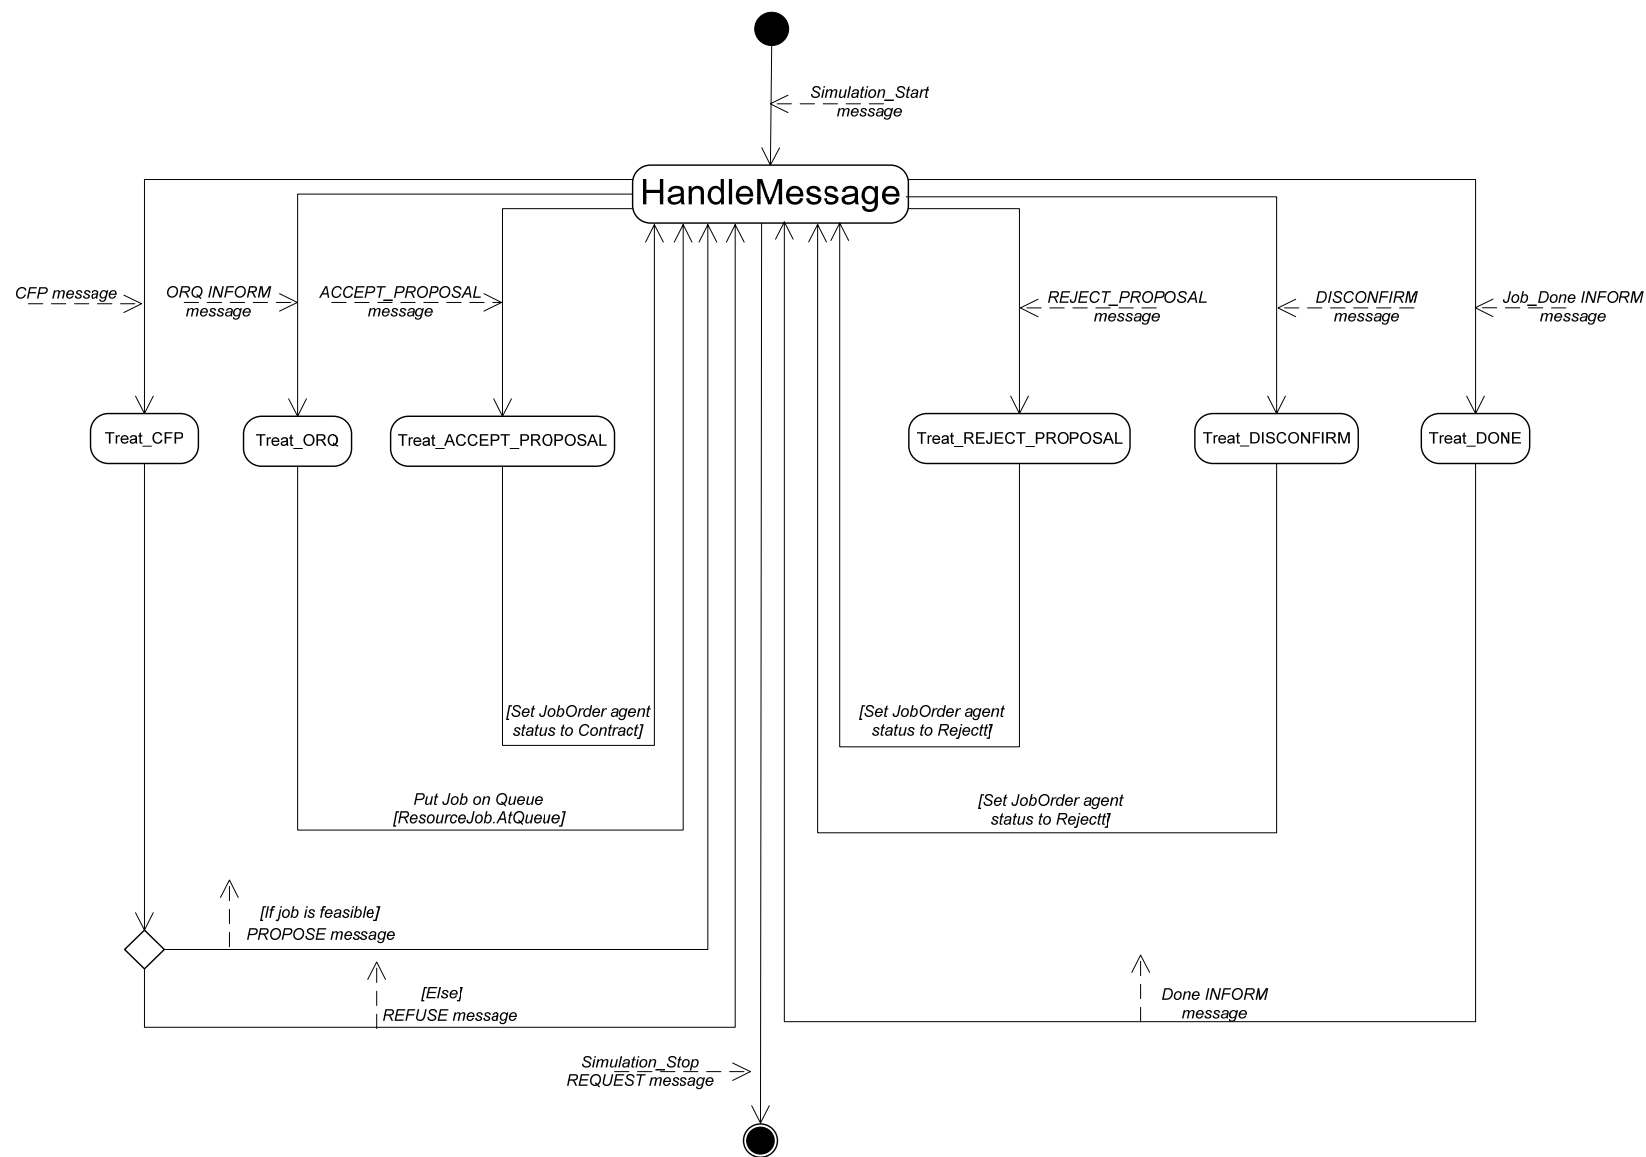 Simulation_Start
message
HandleMessage
CFP message
ORQ INFORM
message
ACCEPT_PROPOSAL
message
REJECT_PROPOSAL
message
DISCONFIRM
message
Job_Done INFORM
message
Treat_CFP
Treat_ORQ
Treat_ACCEPT_PROPOSAL
Treat_REJECT_PROPOSAL
Treat_DISCONFIRM
Treat_DONE
[Set JobOrder agent
status to Contract]
[Set JobOrder agent
status to Rejectt]
Put Job on Queue
[ResourceJob.AtQueue]
[Set JobOrder agent
status to Rejectt]
[If job is feasible]
PROPOSE message
[Else]
REFUSE message
Done INFORM
message
Simulation_Stop
REQUEST message